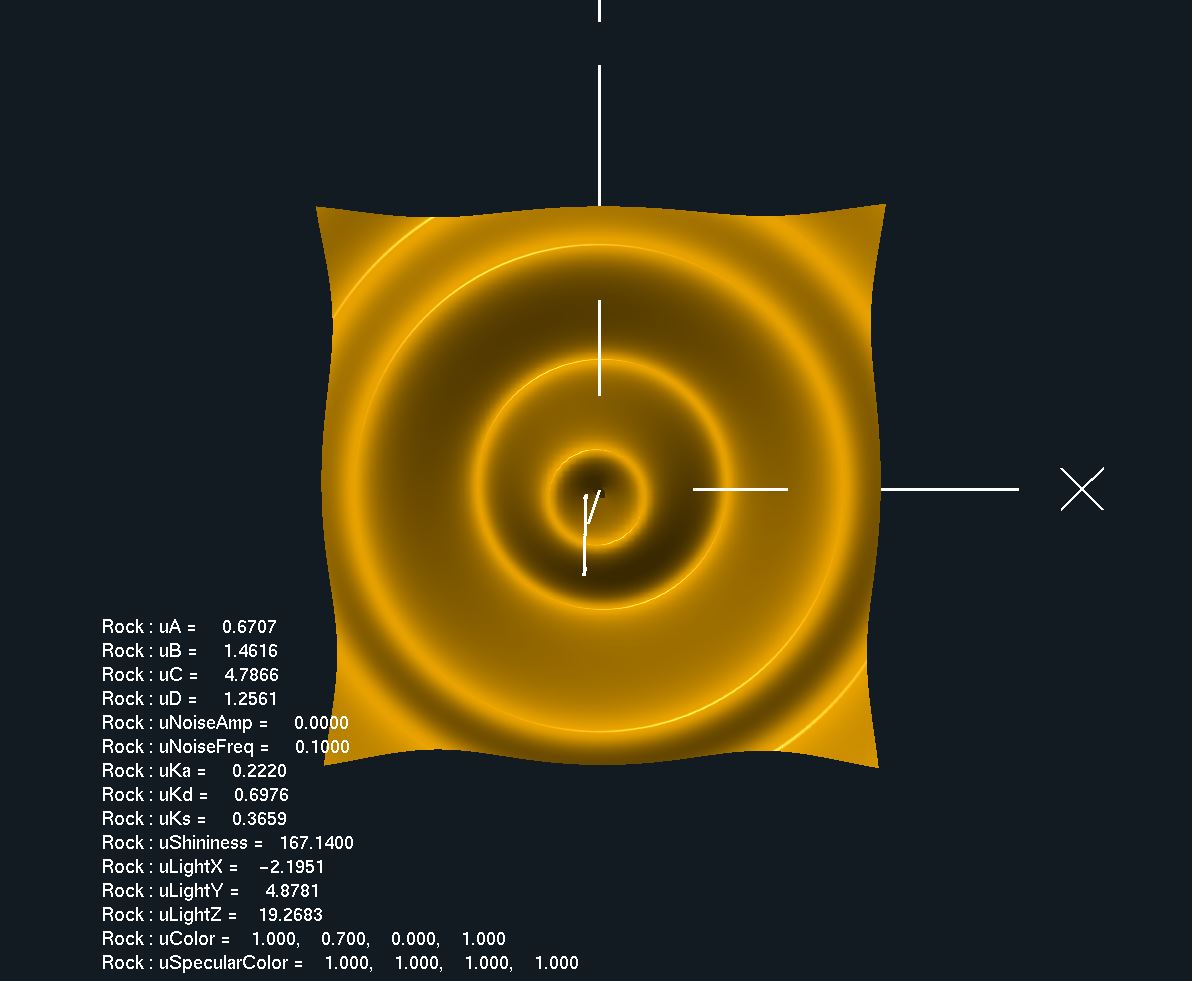 Rock : uA = 0.6707
Rock : uB = 1.4616
Rock : uC = 4.7866
Rock : uD = 1.2561
Rock : uNoiseAmp = 0.0000
Rock : uNoiseFreq = 0.1000
Rock : uKa = 0.2220
Rock : uKd = 0.6976
Rock : uKs = 0.3659
Rock : uShininess = 167.1400
Rock : uLightX = −2.1951
Rock : uLightY = 4.8781
Rock : uLightZ = 19.2683
Rock : uColor = 1.000, 0.700, 0.000, 1.000
Rock : uSpecularColor = 1.000, 1.000, 1.000, 1.000